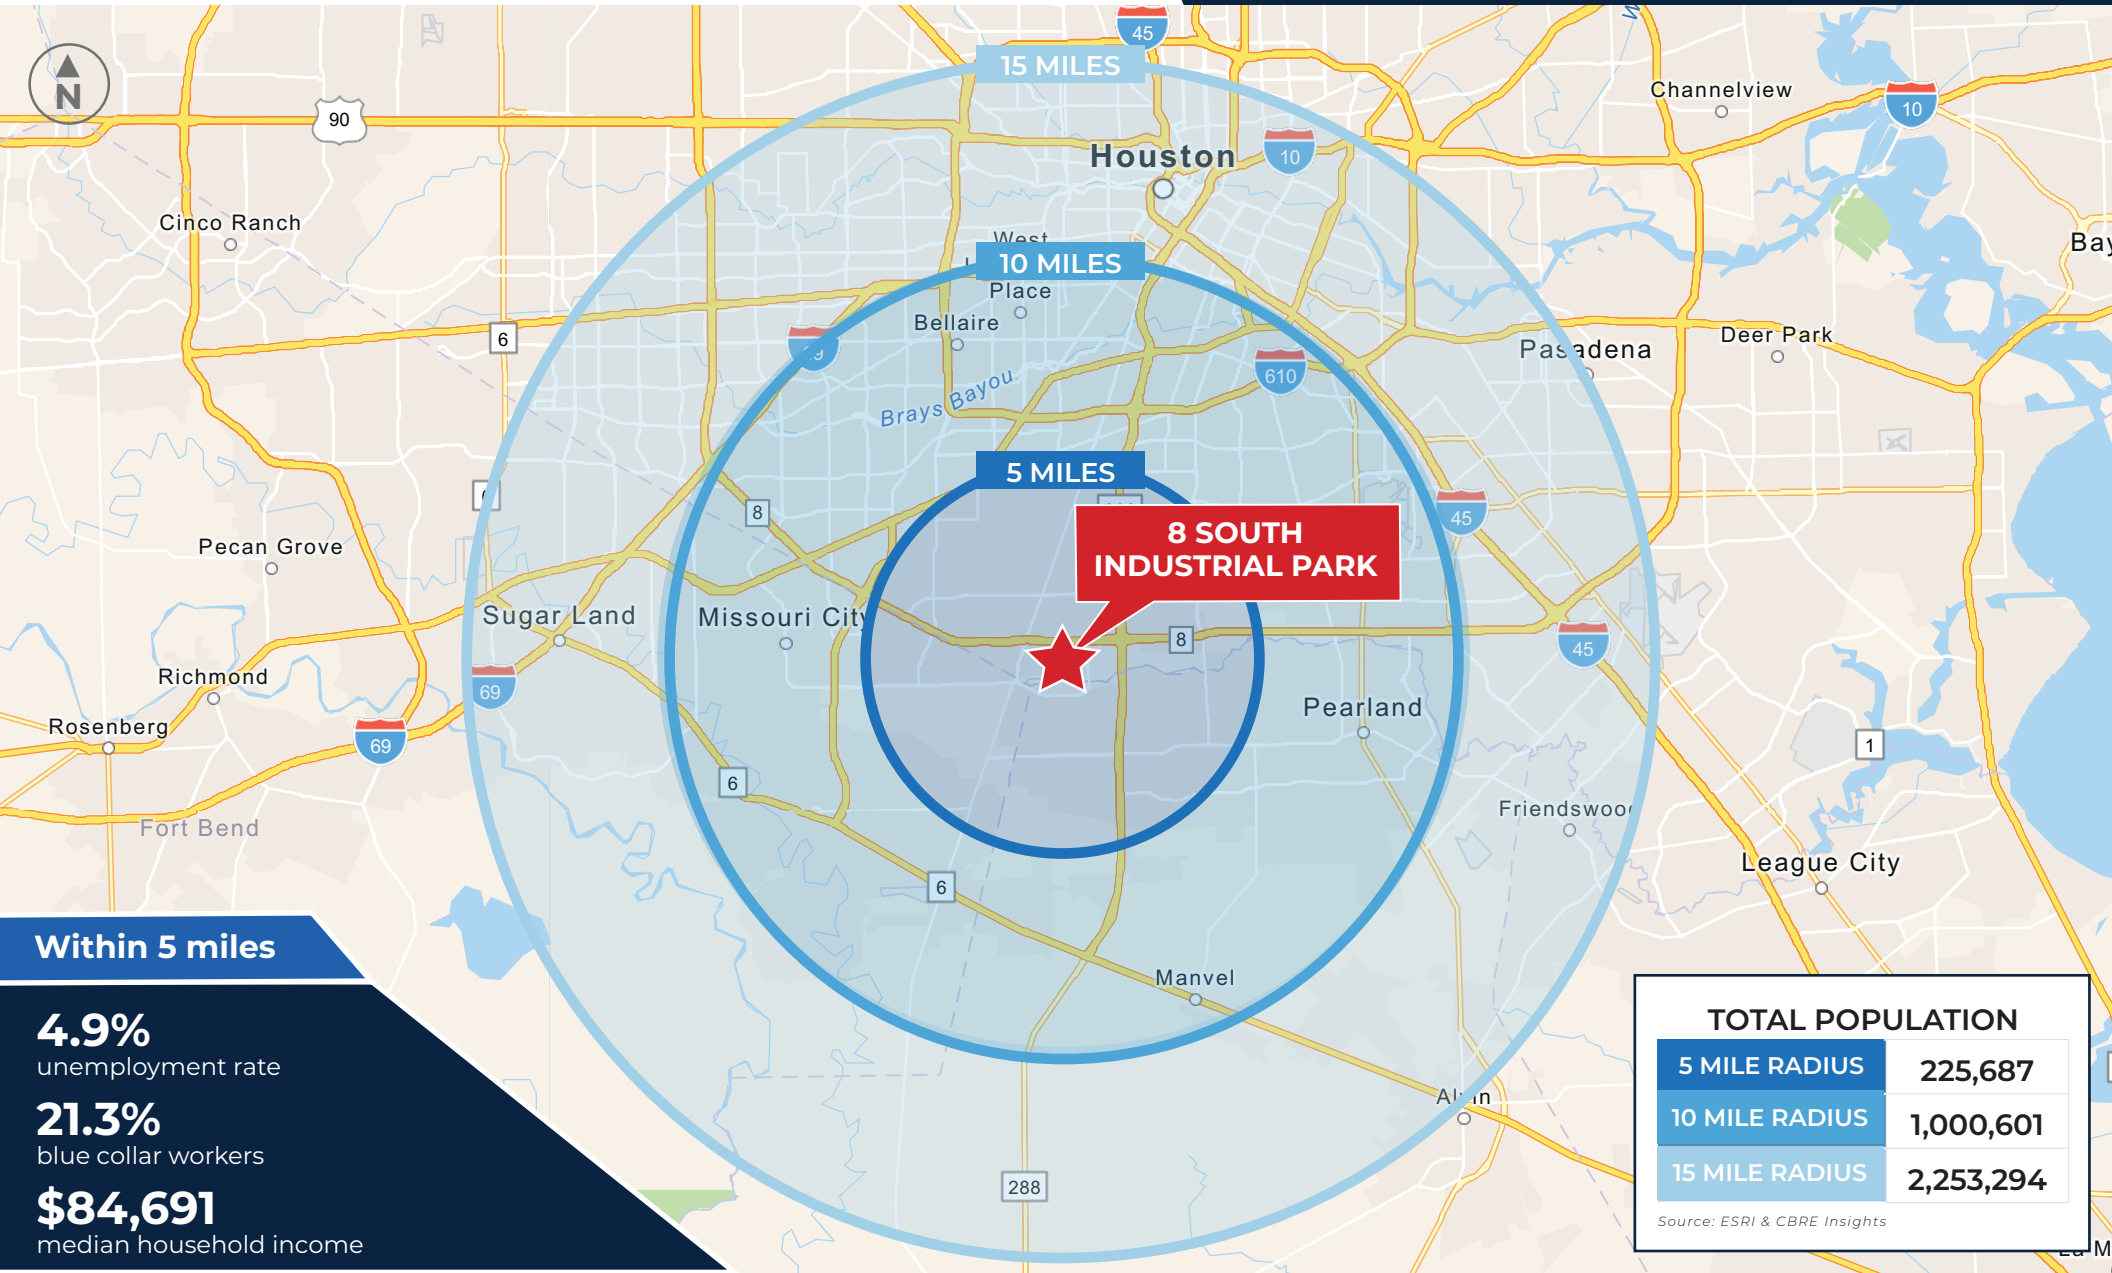 45
15 MILES
Channelview
10
90
N
Houston
10
Cinco Ranch
West
10 MILES
Place
Bay
Bellaire
6
Deer Park
Pasadena
610
Brays Bayou
5 MILES
8
45
8 SOUTH
INDUSTRIAL PARK
Pecan Grove
Sugar Land
Missouri City
8
45
Richmond
69
Pearland
Rosenberg
69
1
6
Friendswood
Fort Bend
League City
6
Within 5 miles
Manvel
4.9%
unemployment rate
21.3%
blue collar workers
$84,691
median household income
Alvin
288
TOTAL POPULATION
5 MILE RADIUS 225,687
10 MILE RADIUS 1,000,601
15 MILE RADIUS 2,253,294
Source: ESRI & CBRE Insights